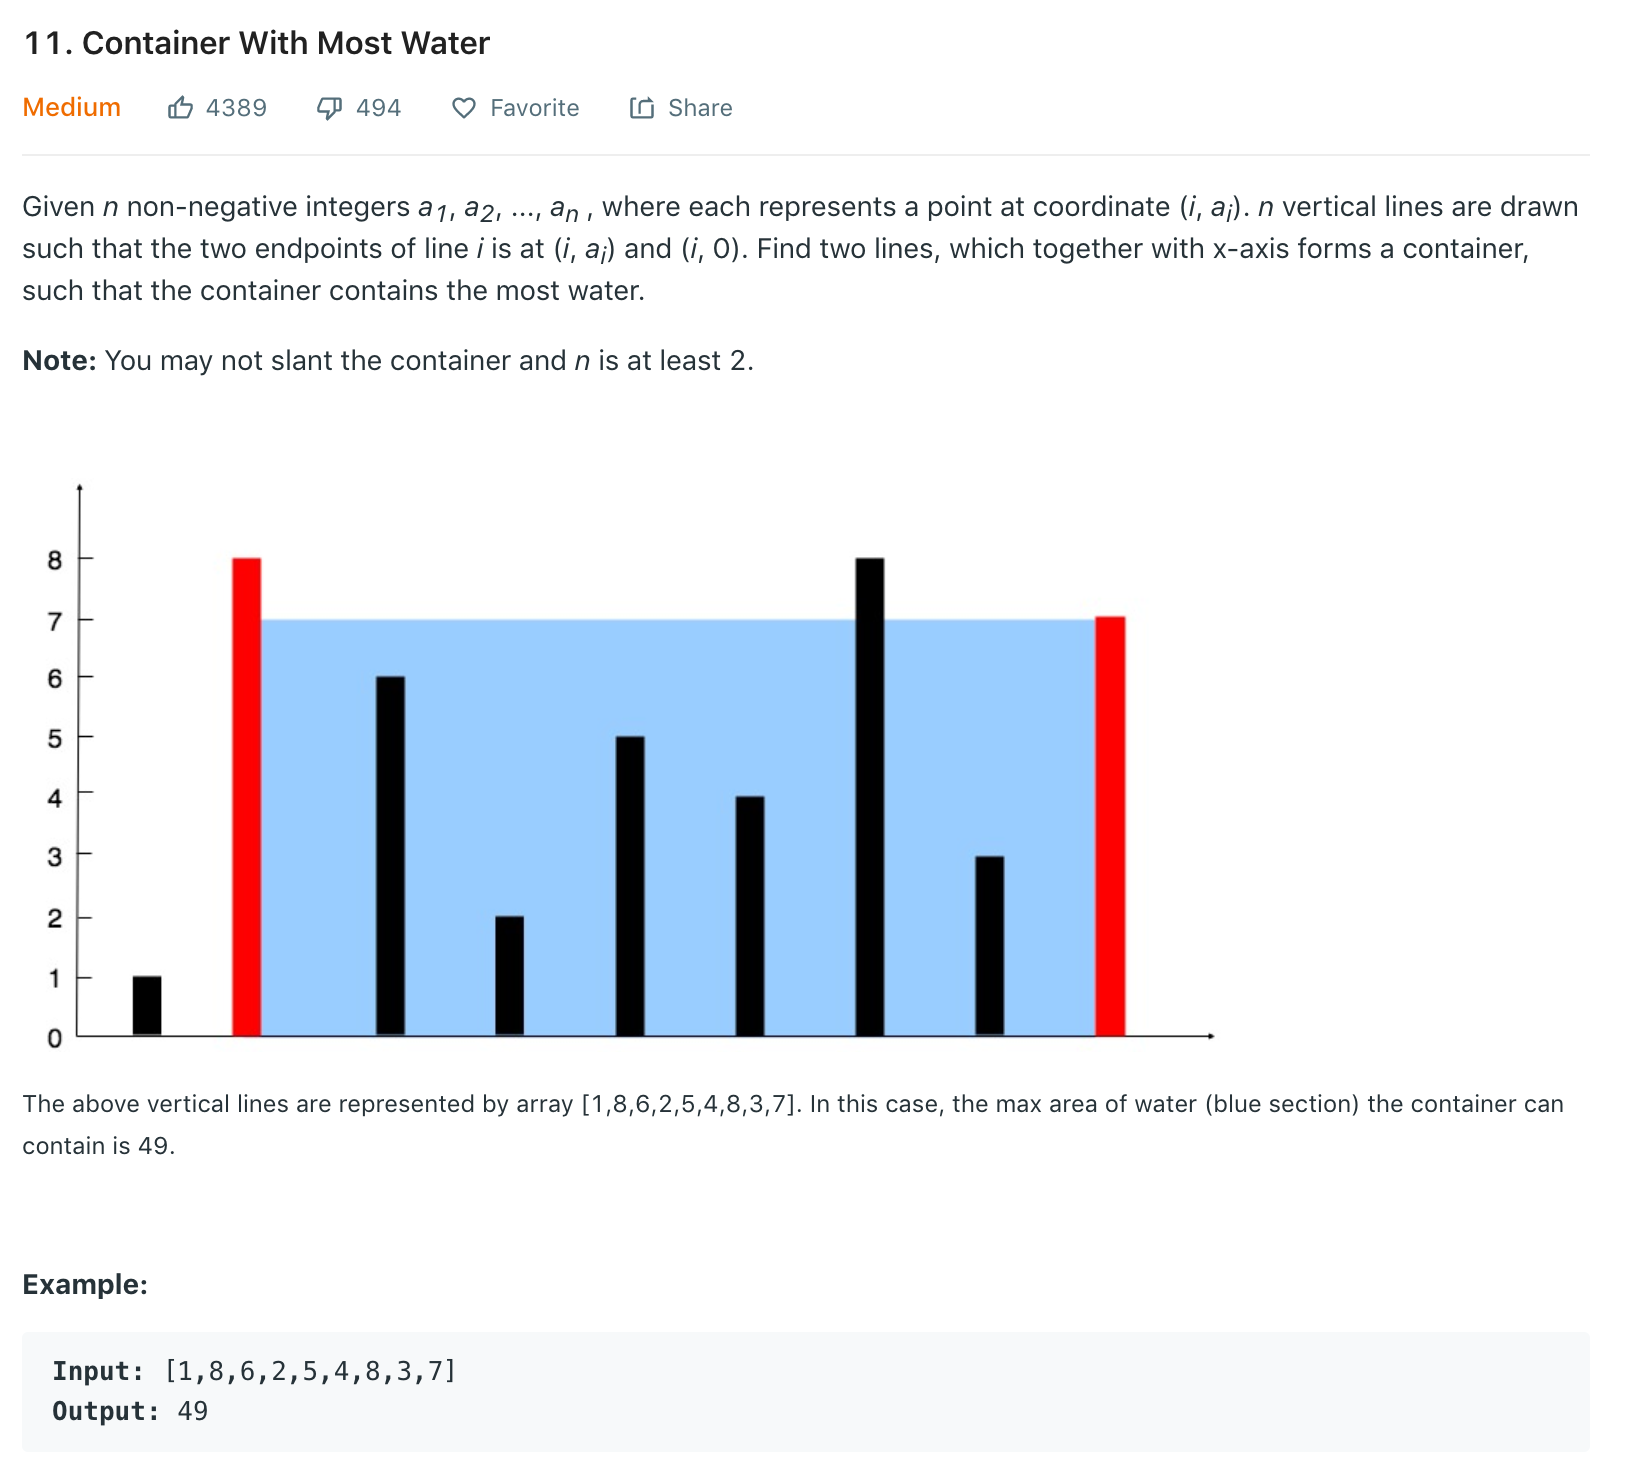 11. Container With Most Water
Medium 4389 494 Favorite Share
Given n non-negative integers a1, a2, ..., an , where each represents a point at coordinate (i, ai). n vertical lines are drawn
such that the two endpoints of line i is at (i, ai) and (i, 0). Find two lines, which together with x-axis forms a container,
such that the container contains the most water.
Note: You may not slant the container and n is at least 2.
8
7
6
5
4
3
2
1
0
The above vertical lines are represented by array [1,8,6,2,5,4,8,3,7]. In this case, the max area of water (blue section) the container can
contain is 49.
Example:
Input: [1,8,6,2,5,4,8,3,7]
Output: 49